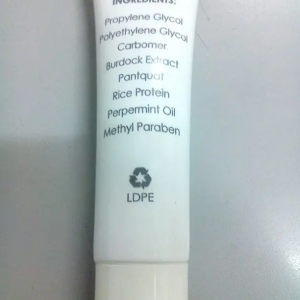 INGREDIENTS:
Propylene Glycol
Polyethylene Glycol
Carbomer
Burdock Extract
Pantquat
Rice Protein
Perpermint Oil
Methyl Paraben
LDPE